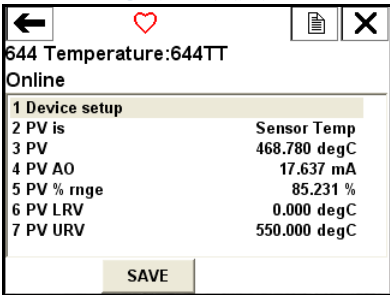 644 Temperature:644TT
Online
1 Device setup
2 PV is Sensor Temp
3 PV 468.780 degC
4 PV AO 17.637 mA
5 PV % rnge 85.231 %
6 PV LRV 0.000 degC
7 PV URV 550.000 degC
SAVE